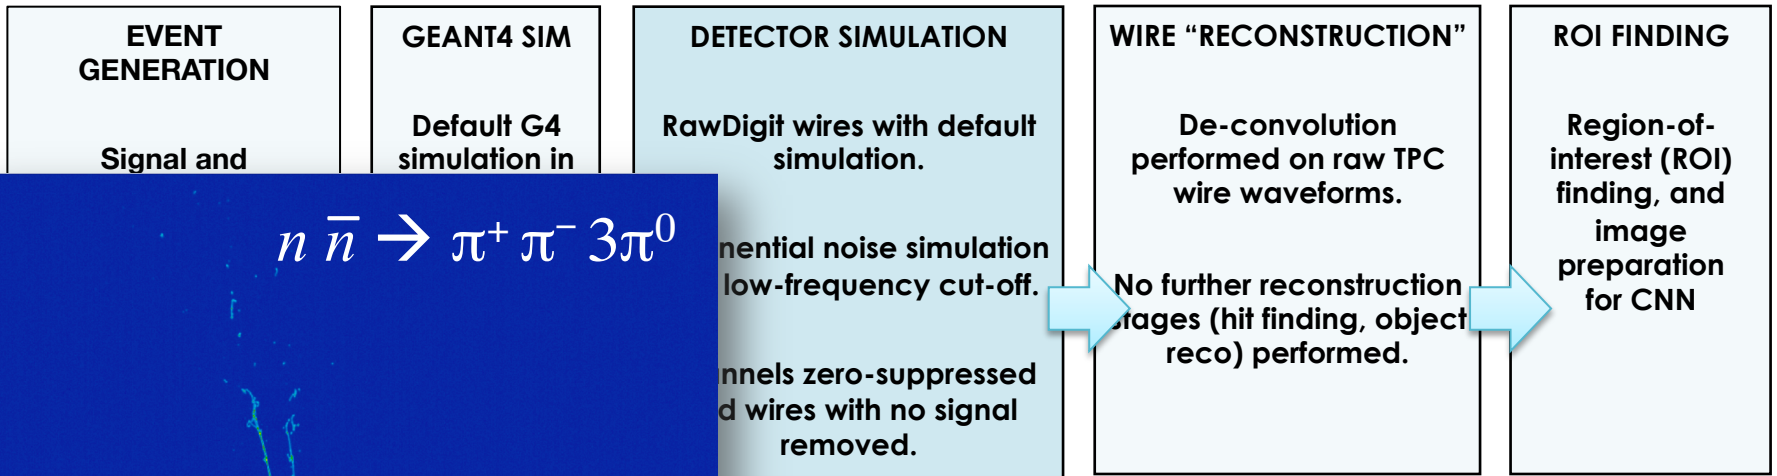 EVENT
GENERATION
Signal and
GEANT4 SIM
Default G4
simulation in
DETECTOR SIMULATION
RawDigit wires with default
simulation.
nential noise simulation
low-frequency cut-off.
nnels zero-suppressed
d wires with no signal
removed.
WIRE “RECONSTRUCTION”
De-convolution
performed on raw TPC
wire waveforms.
No further reconstruction
stages (hit finding, object
reco) performed.
ROI FINDING
Region-of-
interest (ROI)
finding, and
image
preparation
for CNN
n n̅ → π⁺ π⁻ 3π⁰